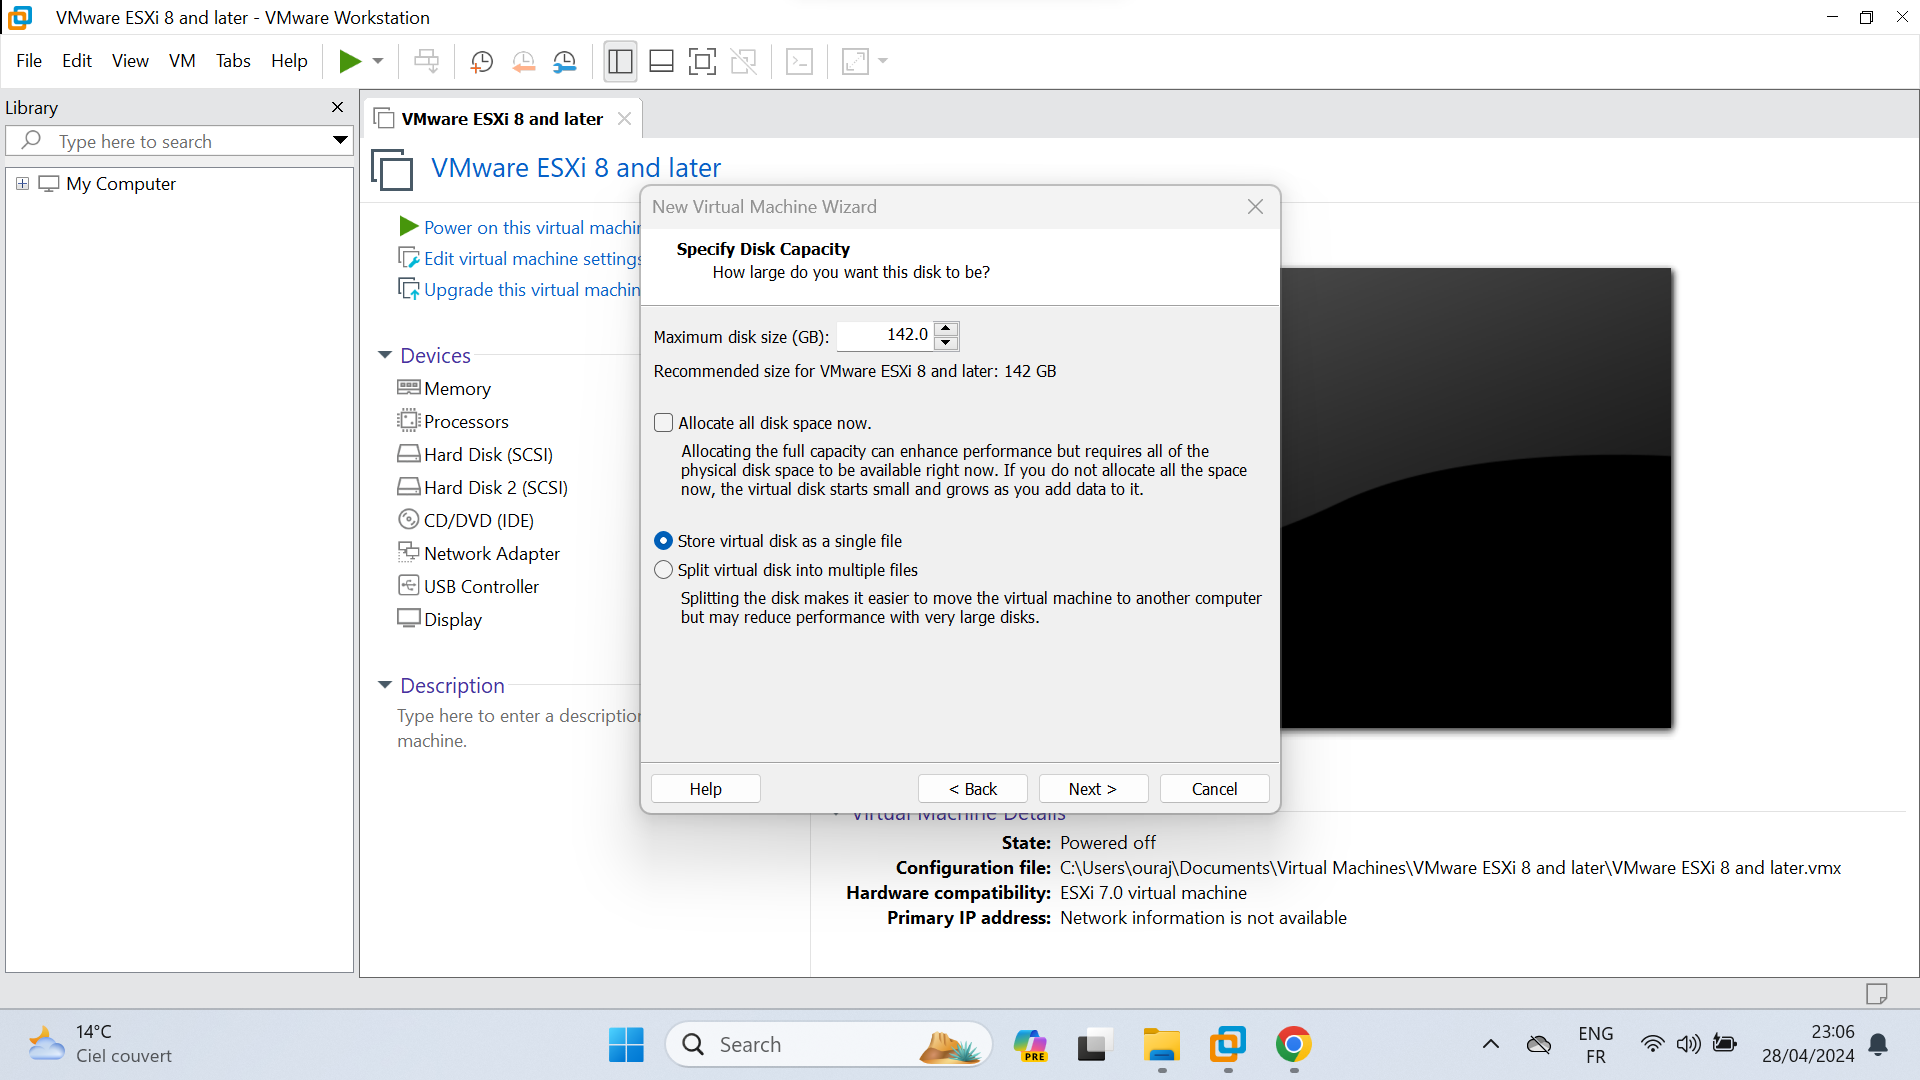 VMware ESXi 8 and later - VMware Workstation
File Edit View VM Tabs Help
Library
Type here to search
My Computer
VMware ESXi 8 and later
VMware ESXi 8 and later
Power on this virtual machin
Edit virtual machine settings
Upgrade this virtual machin
Devices
Memory
Processors
Hard Disk (SCSI)
Hard Disk 2 (SCSI)
CD/DVD (IDE)
Network Adapter
USB Controller
Display
Description
Type here to enter a description
machine.
New Virtual Machine Wizard
Specify Disk Capacity
How large do you want this disk to be?
Maximum disk size (GB): 142.0
Recommended size for VMware ESXi 8 and later: 142 GB
Allocate all disk space now.
Allocating the full capacity can enhance performance but requires all of the
physical disk space to be available right now. If you do not allocate all the space
now, the virtual disk starts small and grows as you add data to it.
Store virtual disk as a single file
Split virtual disk into multiple files
Splitting the disk makes it easier to move the virtual machine to another computer
but may reduce performance with very large disks.
Help < Back Next > Cancel
Virtual Machine Details
State: Powered off
Configuration file: C:\Users\ouraj\Documents\Virtual Machines\VMware ESXi 8 and later\VMware ESXi 8 and later.vmx
Hardware compatibility: ESXi 7.0 virtual machine
Primary IP address: Network information is not available
14°C
Ciel couvert
Search
PRE
ENG
FR
23:06
28/04/2024